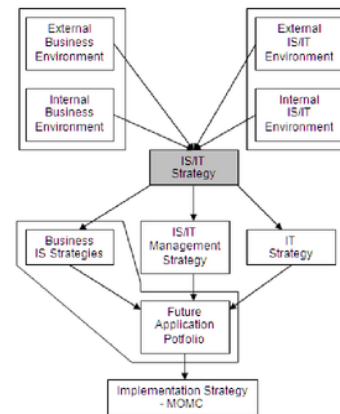 External
Business
Environment
External
IS/IT
Environment
Internal
Business
Environment
Internal
IS/IT
Environment
IS/IT
Strategy
Business
IS Strategies
IS/IT
Management
Strategy
IT
Strategy
Future
Application
Potfolio
Implementation Strategy
- MOMC